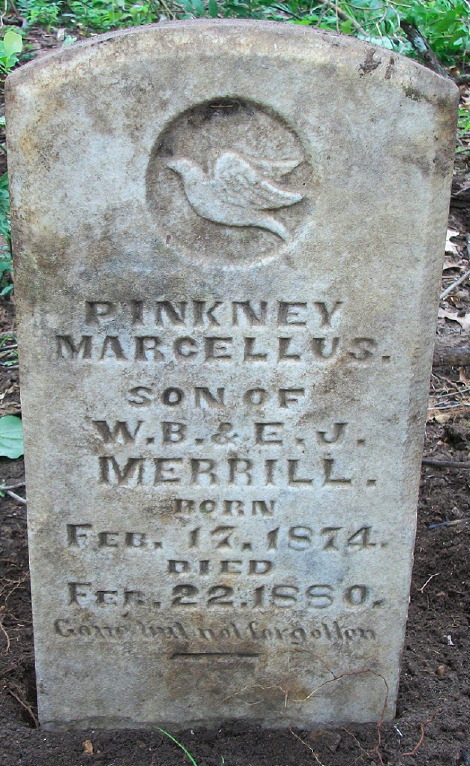 PINKNEY
MARCELLUS.
SON OF
W. B. & E. J.
MERRILL.
BORN
FEB. 17, 1874.
DIED
FEB. 22. 1880.
Gone but not forgotten